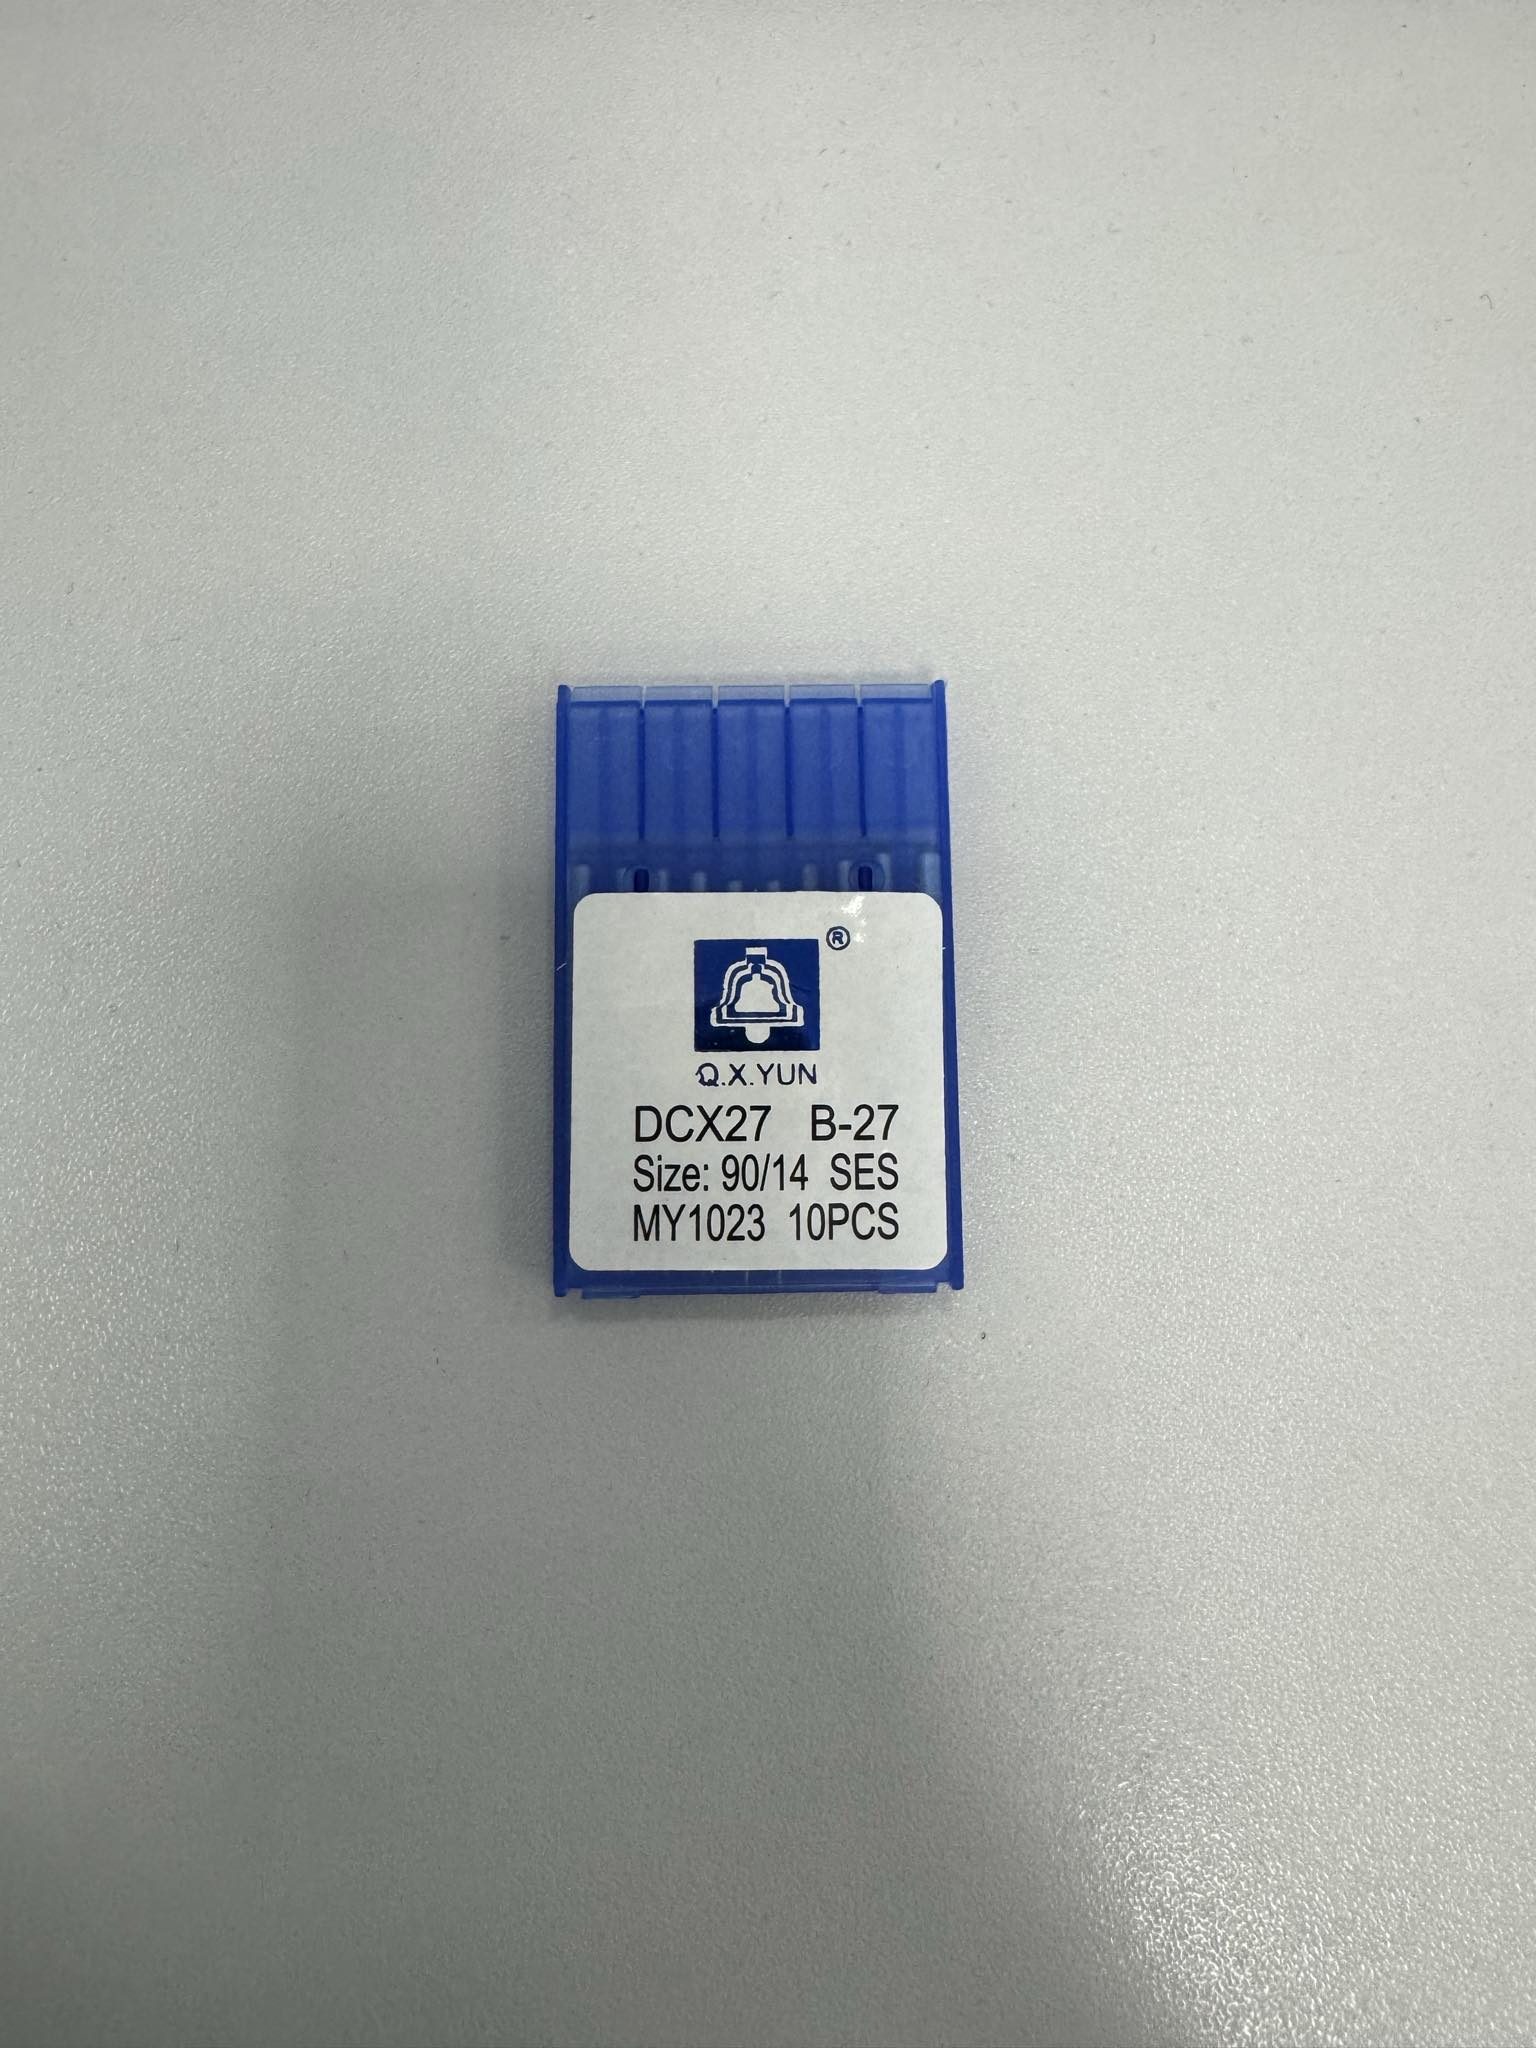 ®
Q.X.YUN
DCX27 B-27
Size: 90/14 SES
MY1023 10PCS